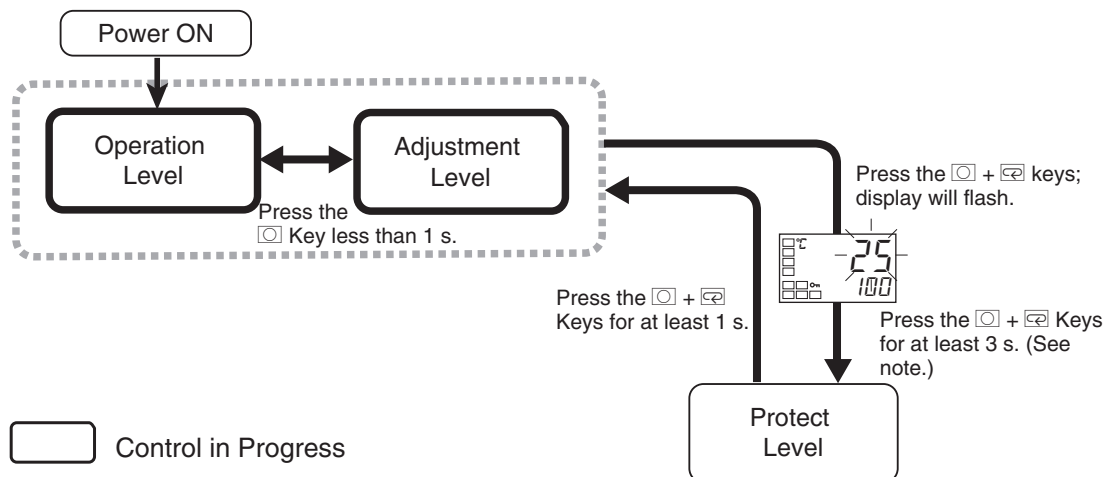 Power ON
Operation
Level
Adjustment
Level
Press the
Key less than 1 s.
Press the + keys;
display will flash.
°C
25
100
Press the +
Keys for at least 1 s.
Press the + Keys
for at least 3 s. (See
note.)
Protect
Level
Control in Progress